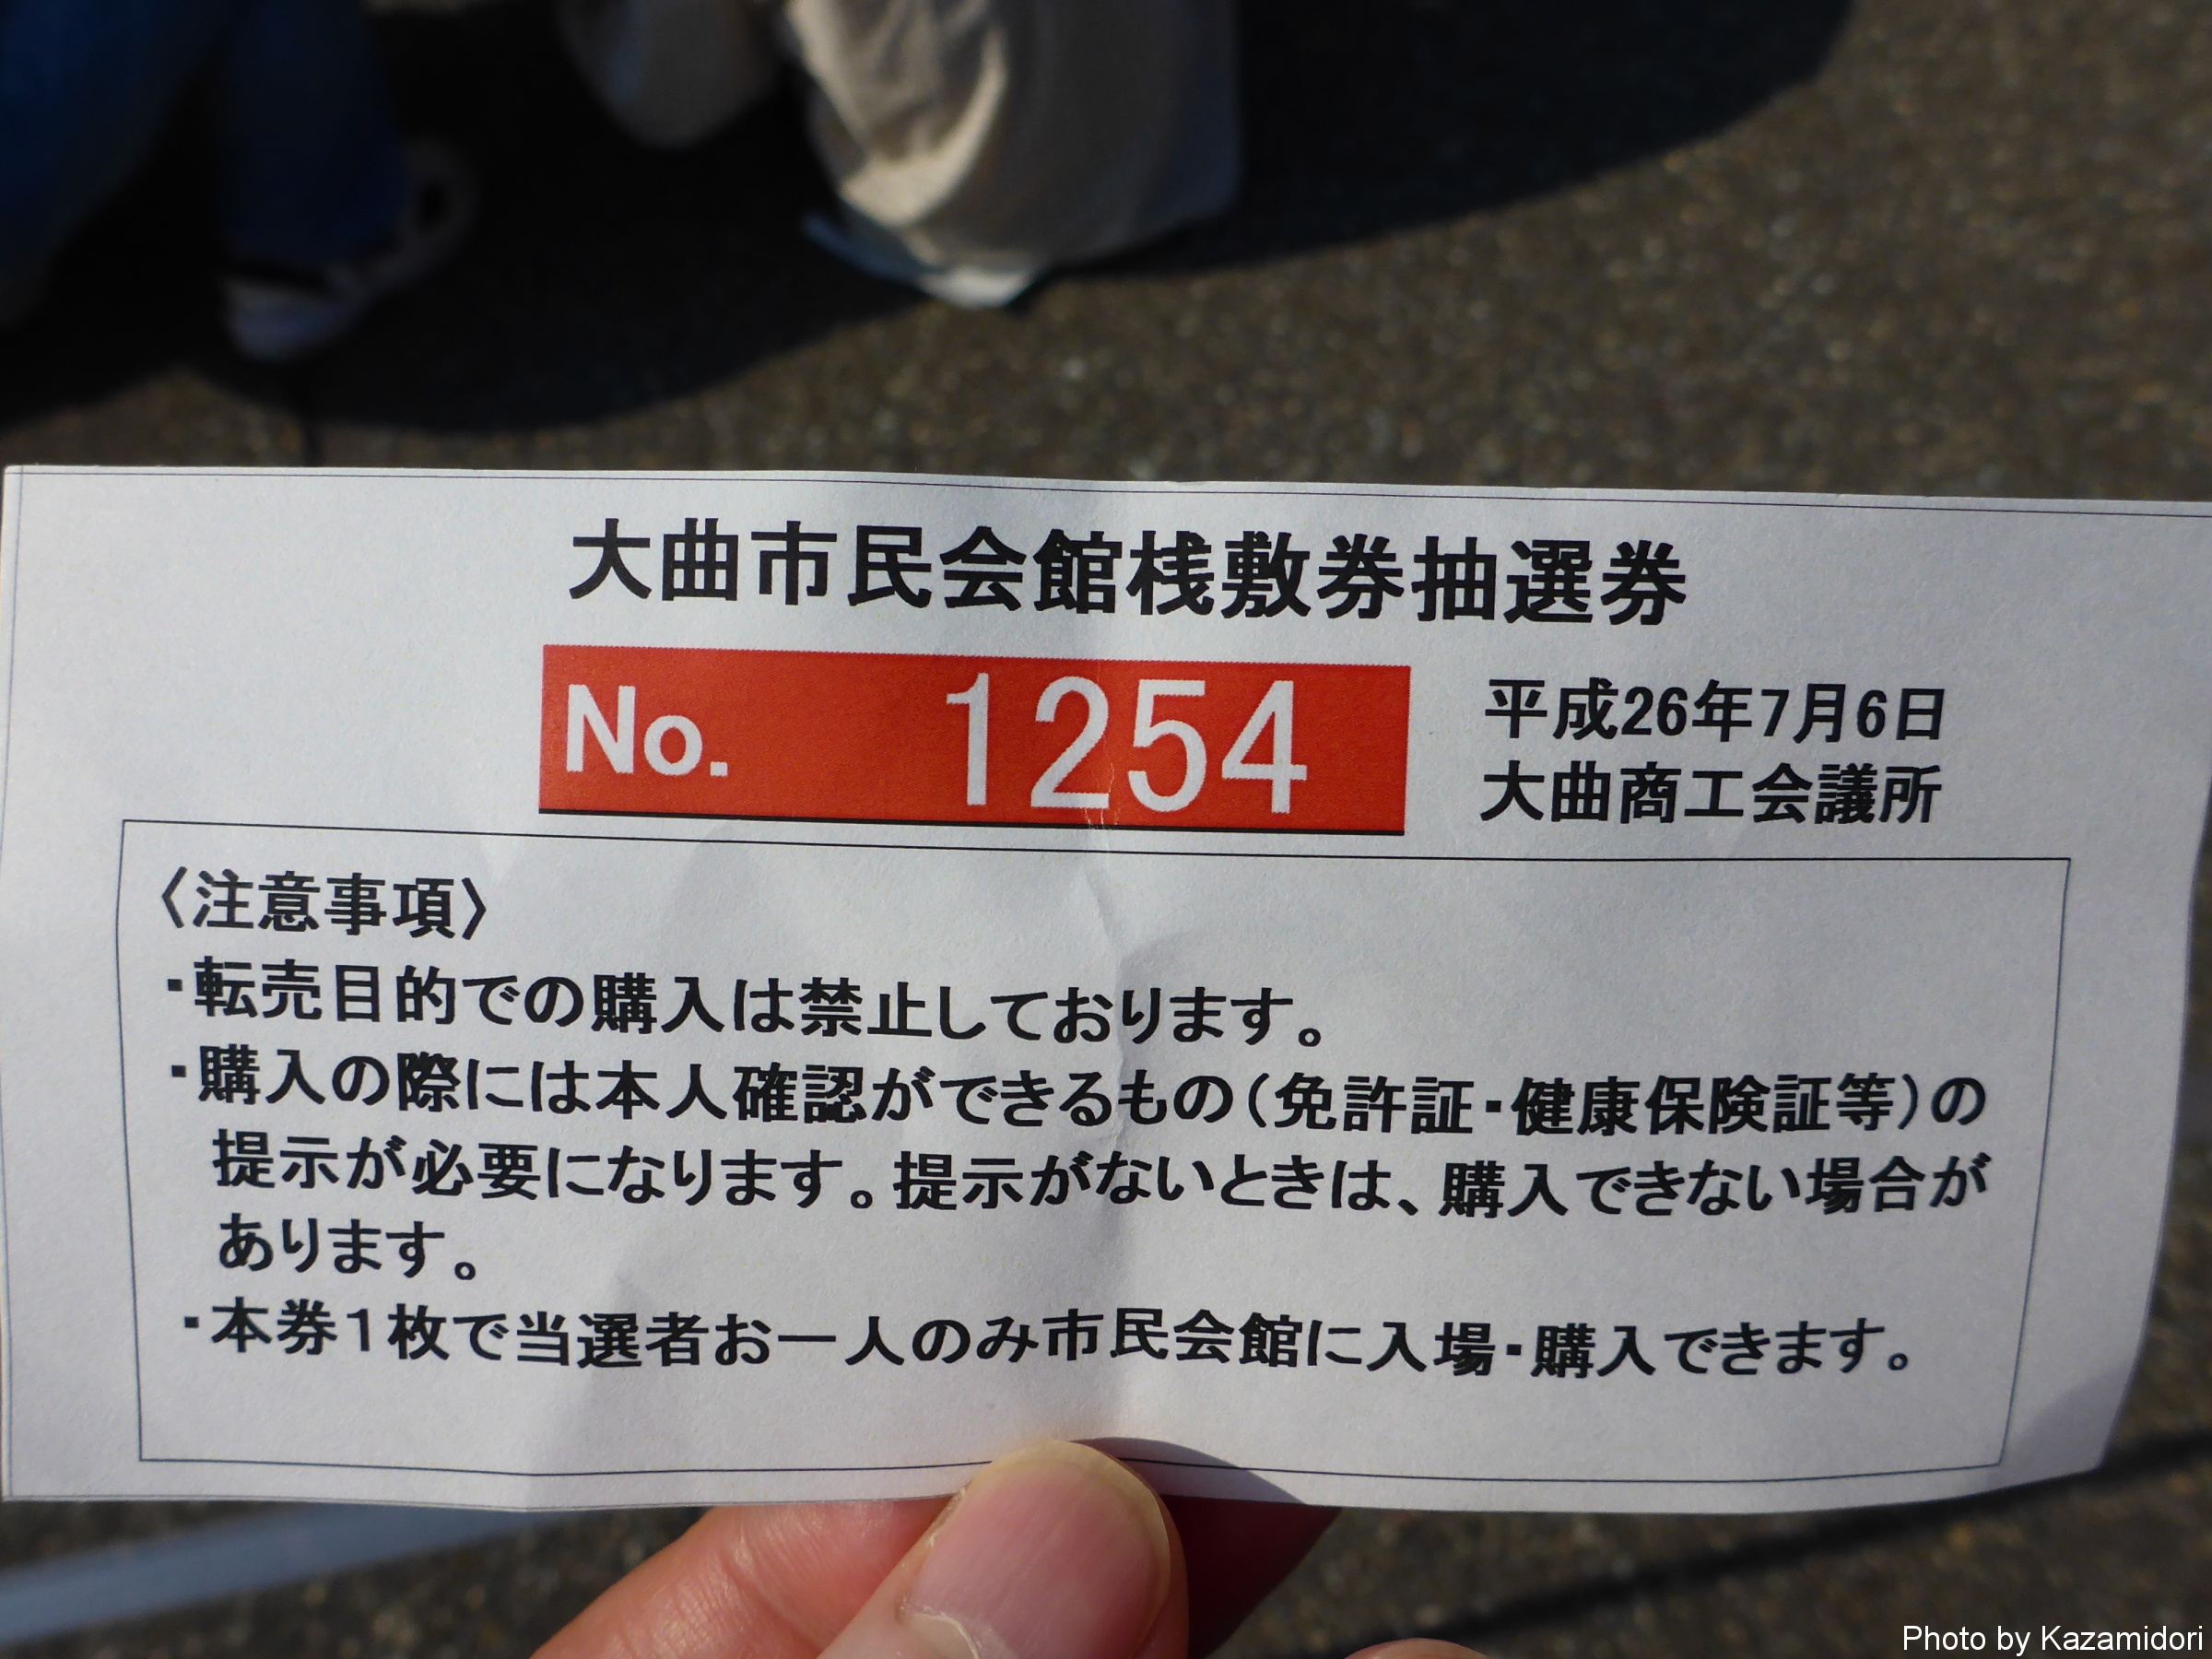 大曲市民会館桟敷券抽選券
No. 1254
平成26年7月6日
大曲商工会議所
〈注意事項〉
・転売目的での購入は禁止しております。
・購入の際には本人確認ができるもの（免許証・健康保険証等）の
提示が必要になります。提示がないときは、購入できない場合が
あります。
・本券１枚で当選者お一人のみ市民会館に入場・購入できます。
Photo by Kazamidori